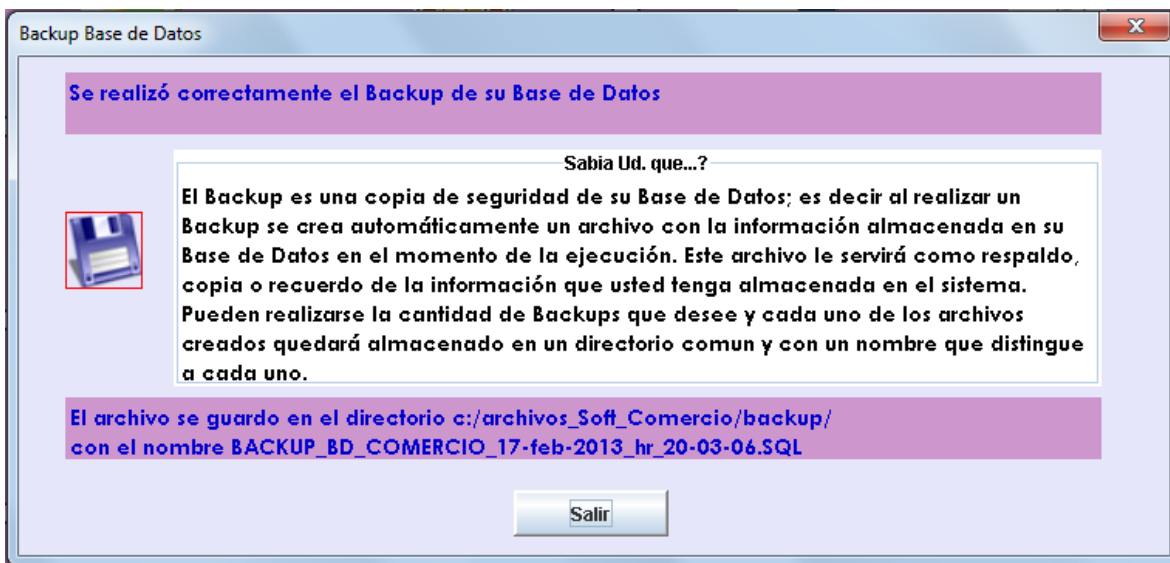 Backup Base de Datos
Se realizó correctamente el Backup de su Base de Datos
Sabia Ud. que...?
El Backup es una copia de seguridad de su Base de Datos; es decir al realizar un
Backup se crea automáticamente un archivo con la información almacenada en su
Base de Datos en el momento de la ejecución. Este archivo le servirá como respaldo,
copia o recuerdo de la información que usted tenga almacenada en el sistema.
Pueden realizarse la cantidad de Backups que desee y cada uno de los archivos
creados quedará almacenado en un directorio comun y con un nombre que distingue
a cada uno.
El archivo se guardo en el directorio c:/archivos_Soft_Comercio/backup/
con el nombre BACKUP_BD_COMERCIO_17-feb-2013_hr_20-03-06.SQL
Salir